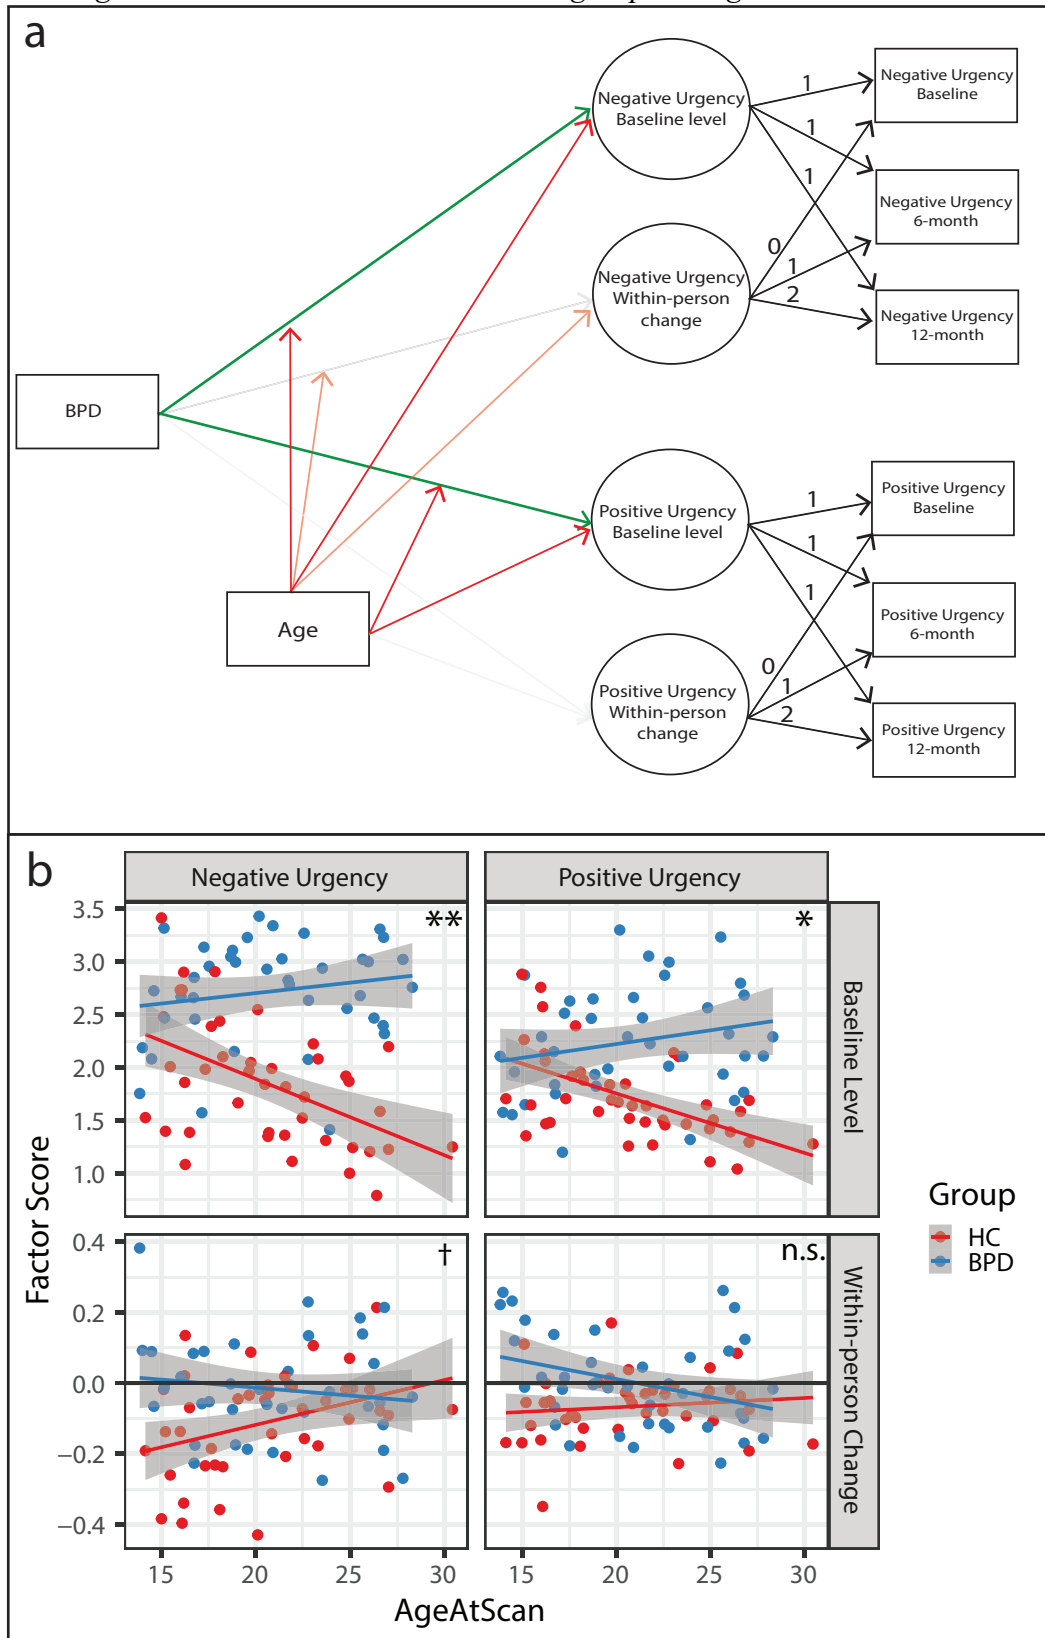 a
Negative Urgency
Baseline level
Negative Urgency
Within-person
change
Positive Urgency
Baseline level
Positive Urgency
Within-person
change
BPD
Age
1
1
1
0
1
2
1
1
1
0
1
2
Negative Urgency
Baseline
Negative Urgency
6-month
Negative Urgency
12-month
Positive Urgency
Baseline
Positive Urgency
6-month
Positive Urgency
12-month
b
Negative Urgency
Positive Urgency
**
*
†
n.s.
3.5
3.0
2.5
2.0
1.5
1.0
0.4
0.2
0.0
−0.2
−0.4
Factor Score
Baseline Level
Within-person Change
15
20
25
30
15
20
25
30
AgeAtScan
Group
HC
BPD